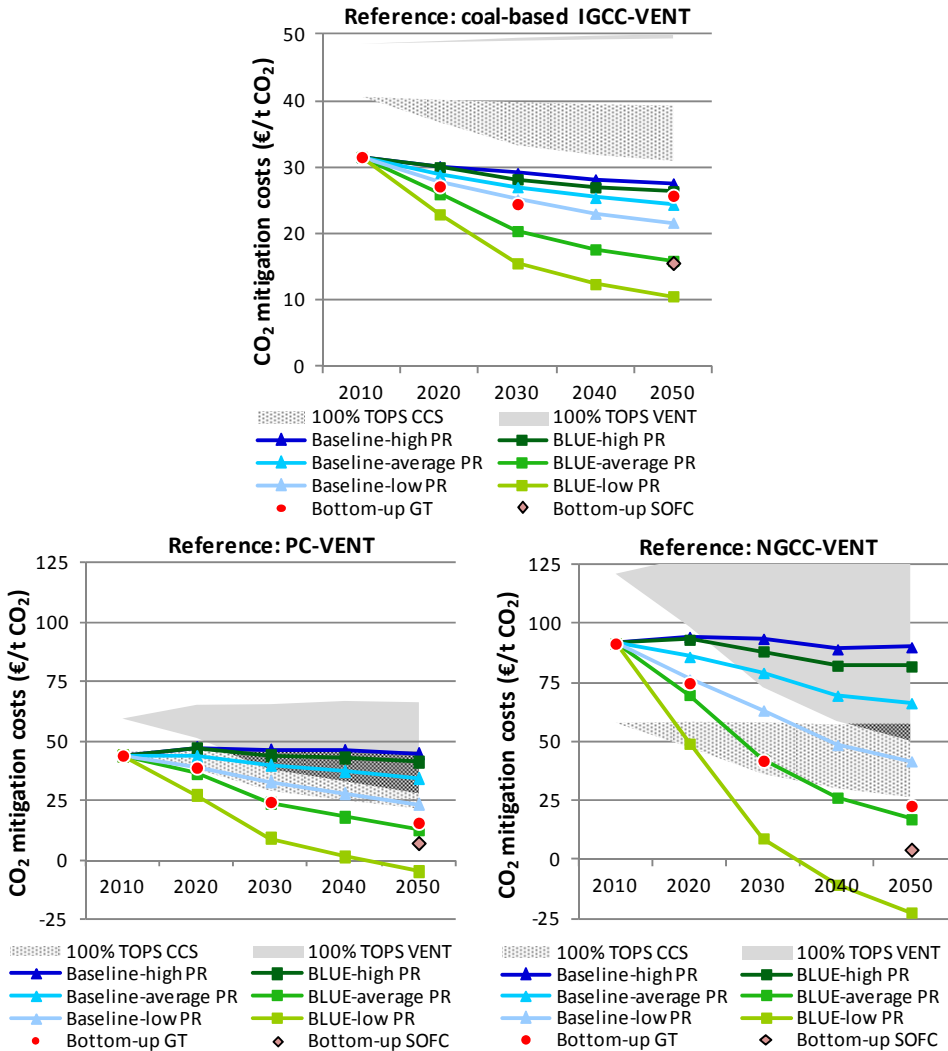 Reference: coal-based IGCC-VENT
CO₂ mitigation costs (€/t CO₂)
50
40
30
20
10
0
2010 2020 2030 2040 2050
100% TOPS CCS 100% TOPS VENT
Baseline-high PR BLUE-high PR
Baseline-average PR BLUE-average PR
Baseline-low PR BLUE-low PR
Bottom-up GT Bottom-up SOFC
Reference: PC-VENT
CO₂ mitigation costs (€/t CO₂)
125
100
75
50
25
0
-25
2010 2020 2030 2040 2050
100% TOPS CCS 100% TOPS VENT
Baseline-high PR BLUE-high PR
Baseline-average PR BLUE-average PR
Baseline-low PR BLUE-low PR
Bottom-up GT Bottom-up SOFC
Reference: NGCC-VENT
CO₂ mitigation costs (€/t CO₂)
125
100
75
50
25
0
-25
2010 2020 2030 2040 2050
100% TOPS CCS 100% TOPS VENT
Baseline-high PR BLUE-high PR
Baseline-average PR BLUE-average PR
Baseline-low PR BLUE-low PR
Bottom-up GT Bottom-up SOFC